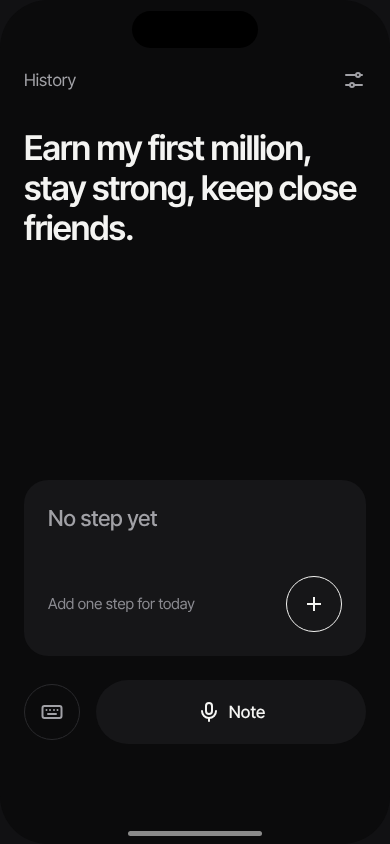 History
Earn my first million,
stay strong, keep close
friends.
No step yet
Add one step for today
Note